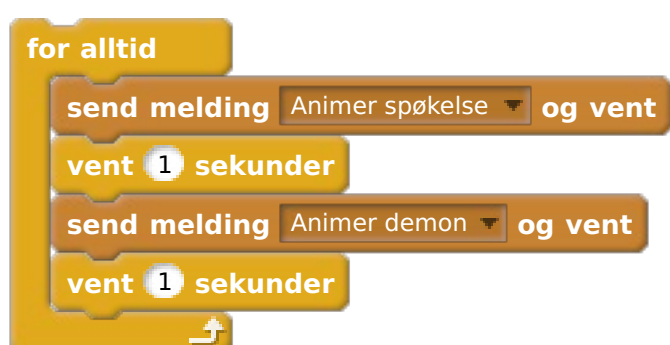 for alltid
send melding Animer spøkelse og vent
vent 1 sekunder
send melding Animer demon og vent
vent 1 sekunder